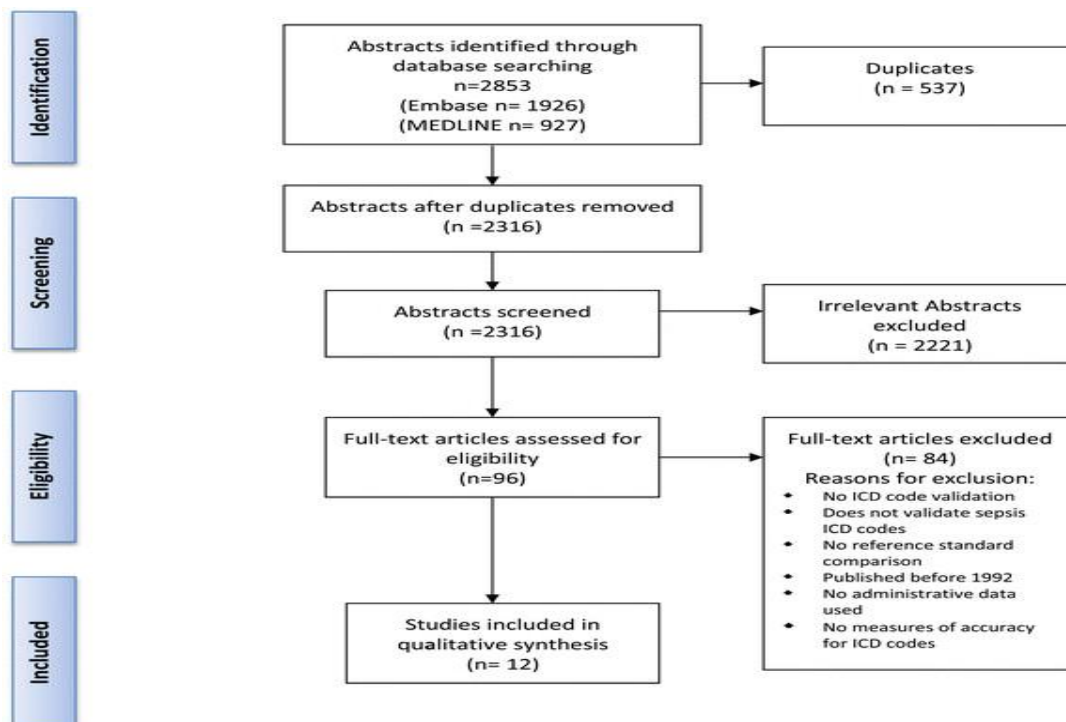 Identification
Abstracts identified through
database searching
n=2853
(Embase n= 1926)
(MEDLINE n= 927)
Duplicates
(n = 537)
Screening
Abstracts after duplicates removed
(n =2316)
Abstracts screened
(n =2316)
Irrelevant Abstracts
excluded
(n = 2221)
Eligibility
Full-text articles assessed for
eligibility
(n=96)
Full-text articles excluded
(n= 84)
Reasons for exclusion:
◆ No ICD code validation
◆ Does not validate sepsis
ICD codes
◆ No reference standard
comparison
◆ Published before 1992
◆ No administrative data
used
◆ No measures of accuracy
for ICD codes
Included
Studies included in
qualitative synthesis
(n= 12)